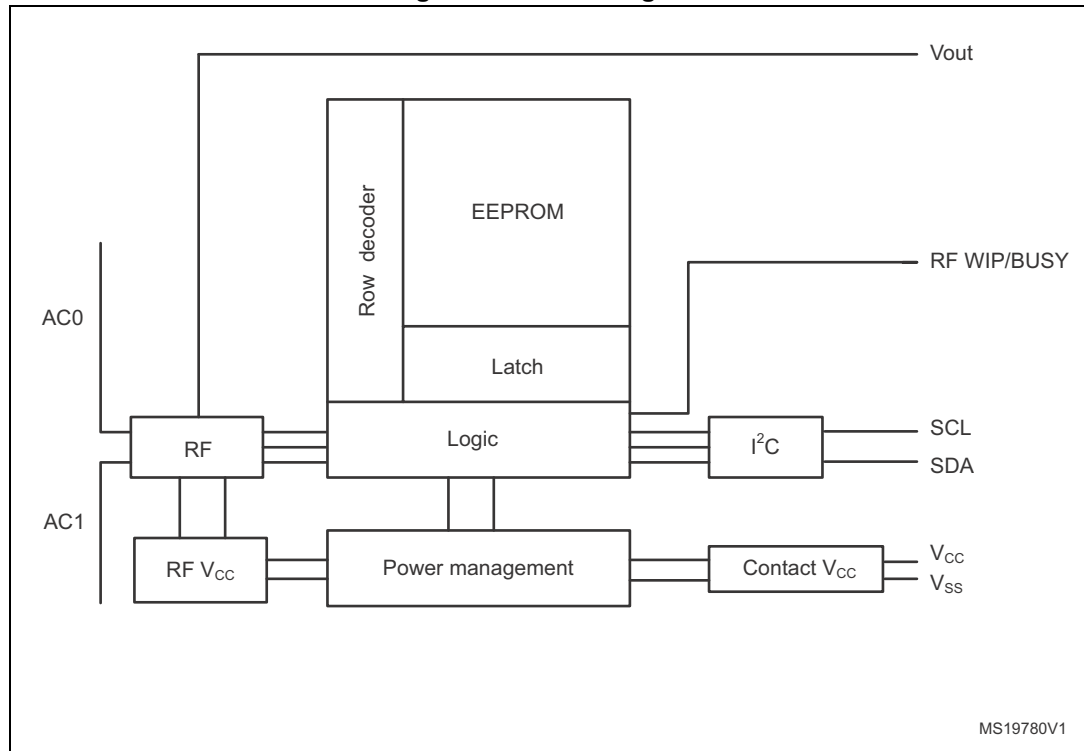 Vout
Row decoder
EEPROM
RF WIP/BUSY
AC0
Latch
RF
Logic
I²C
SCL
SDA
AC1
RF VCC
Power management
Contact VCC
VCC
VSS
MS19780V1